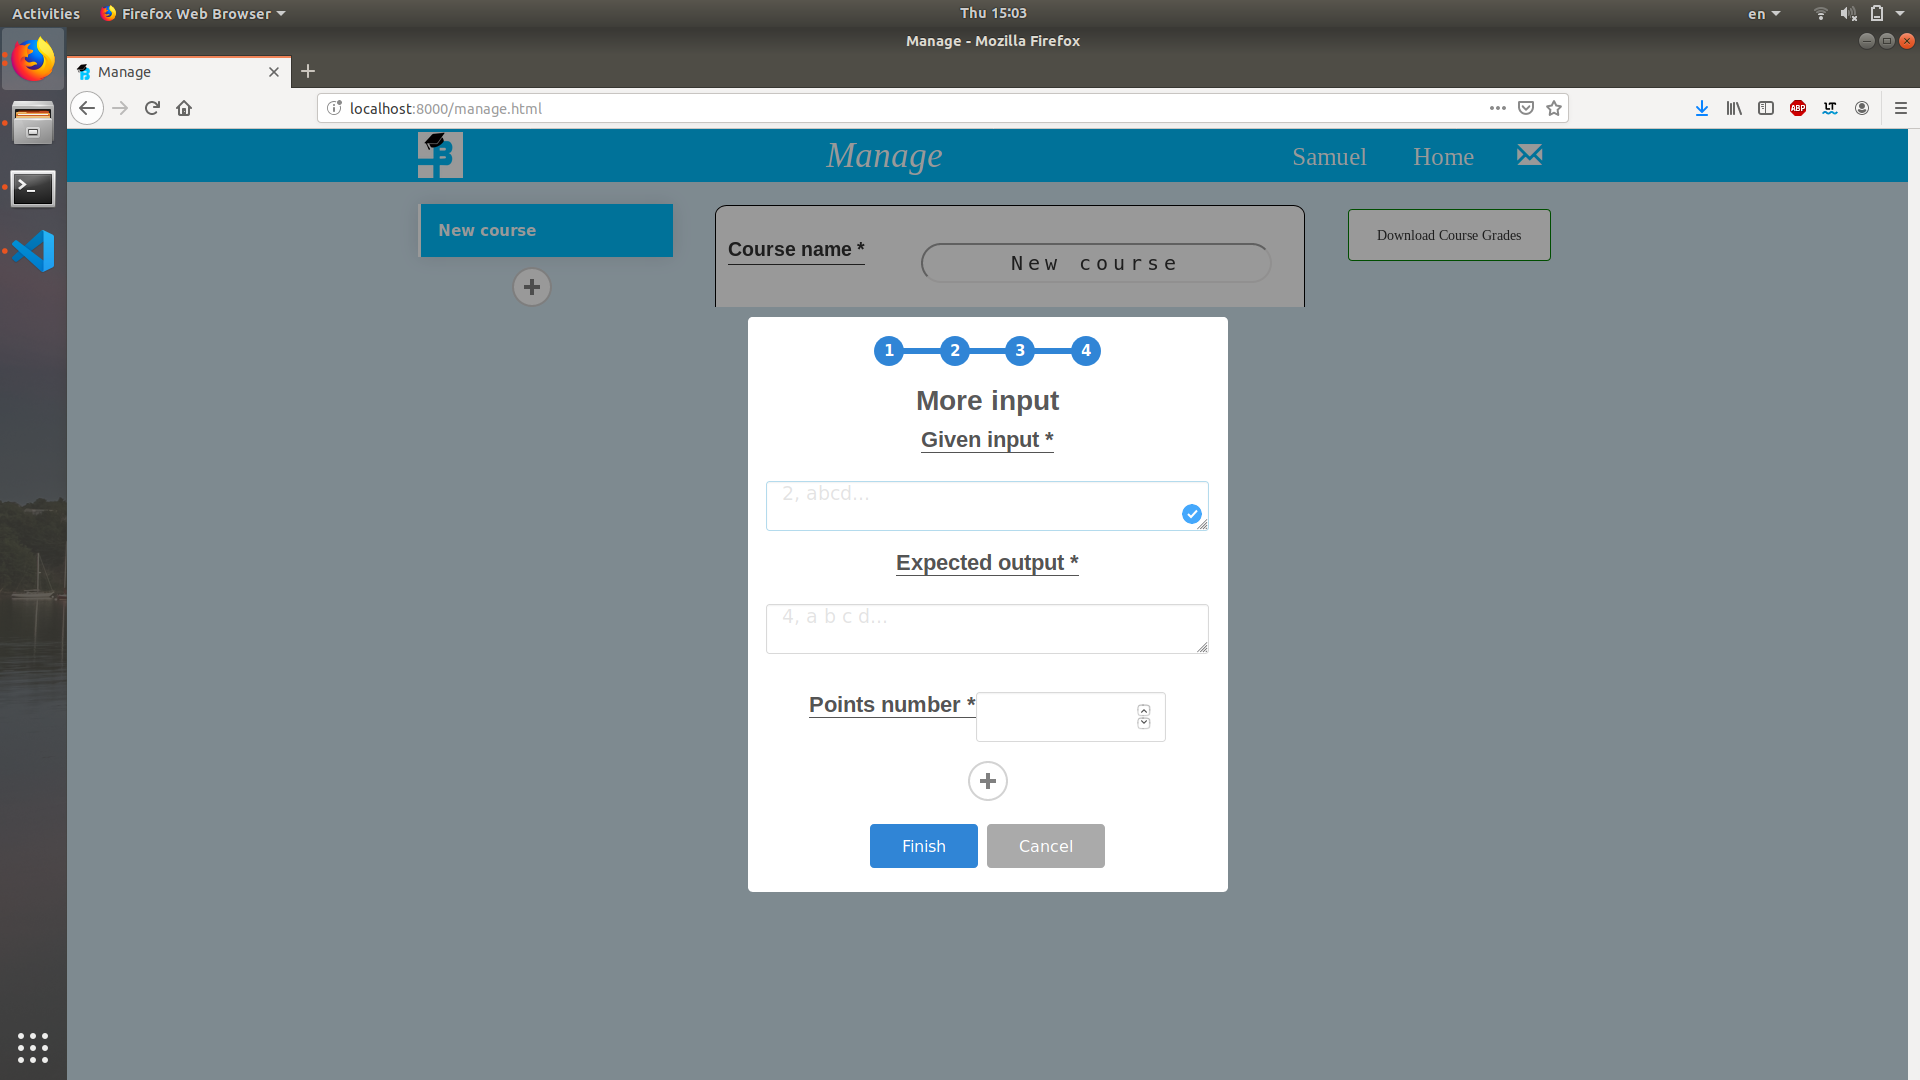 Activities Firefox Web Browser Thu 15:03 en
Manage - Mozilla Firefox
Manage
localhost:8000/manage.html ABP LT
B Manage Samuel Home
New course
Course name * New course
Download Course Grades
1 2 3 4
More input
Given input *
2, abcd...
Expected output *
4, a b c d...
Points number *
Finish Cancel